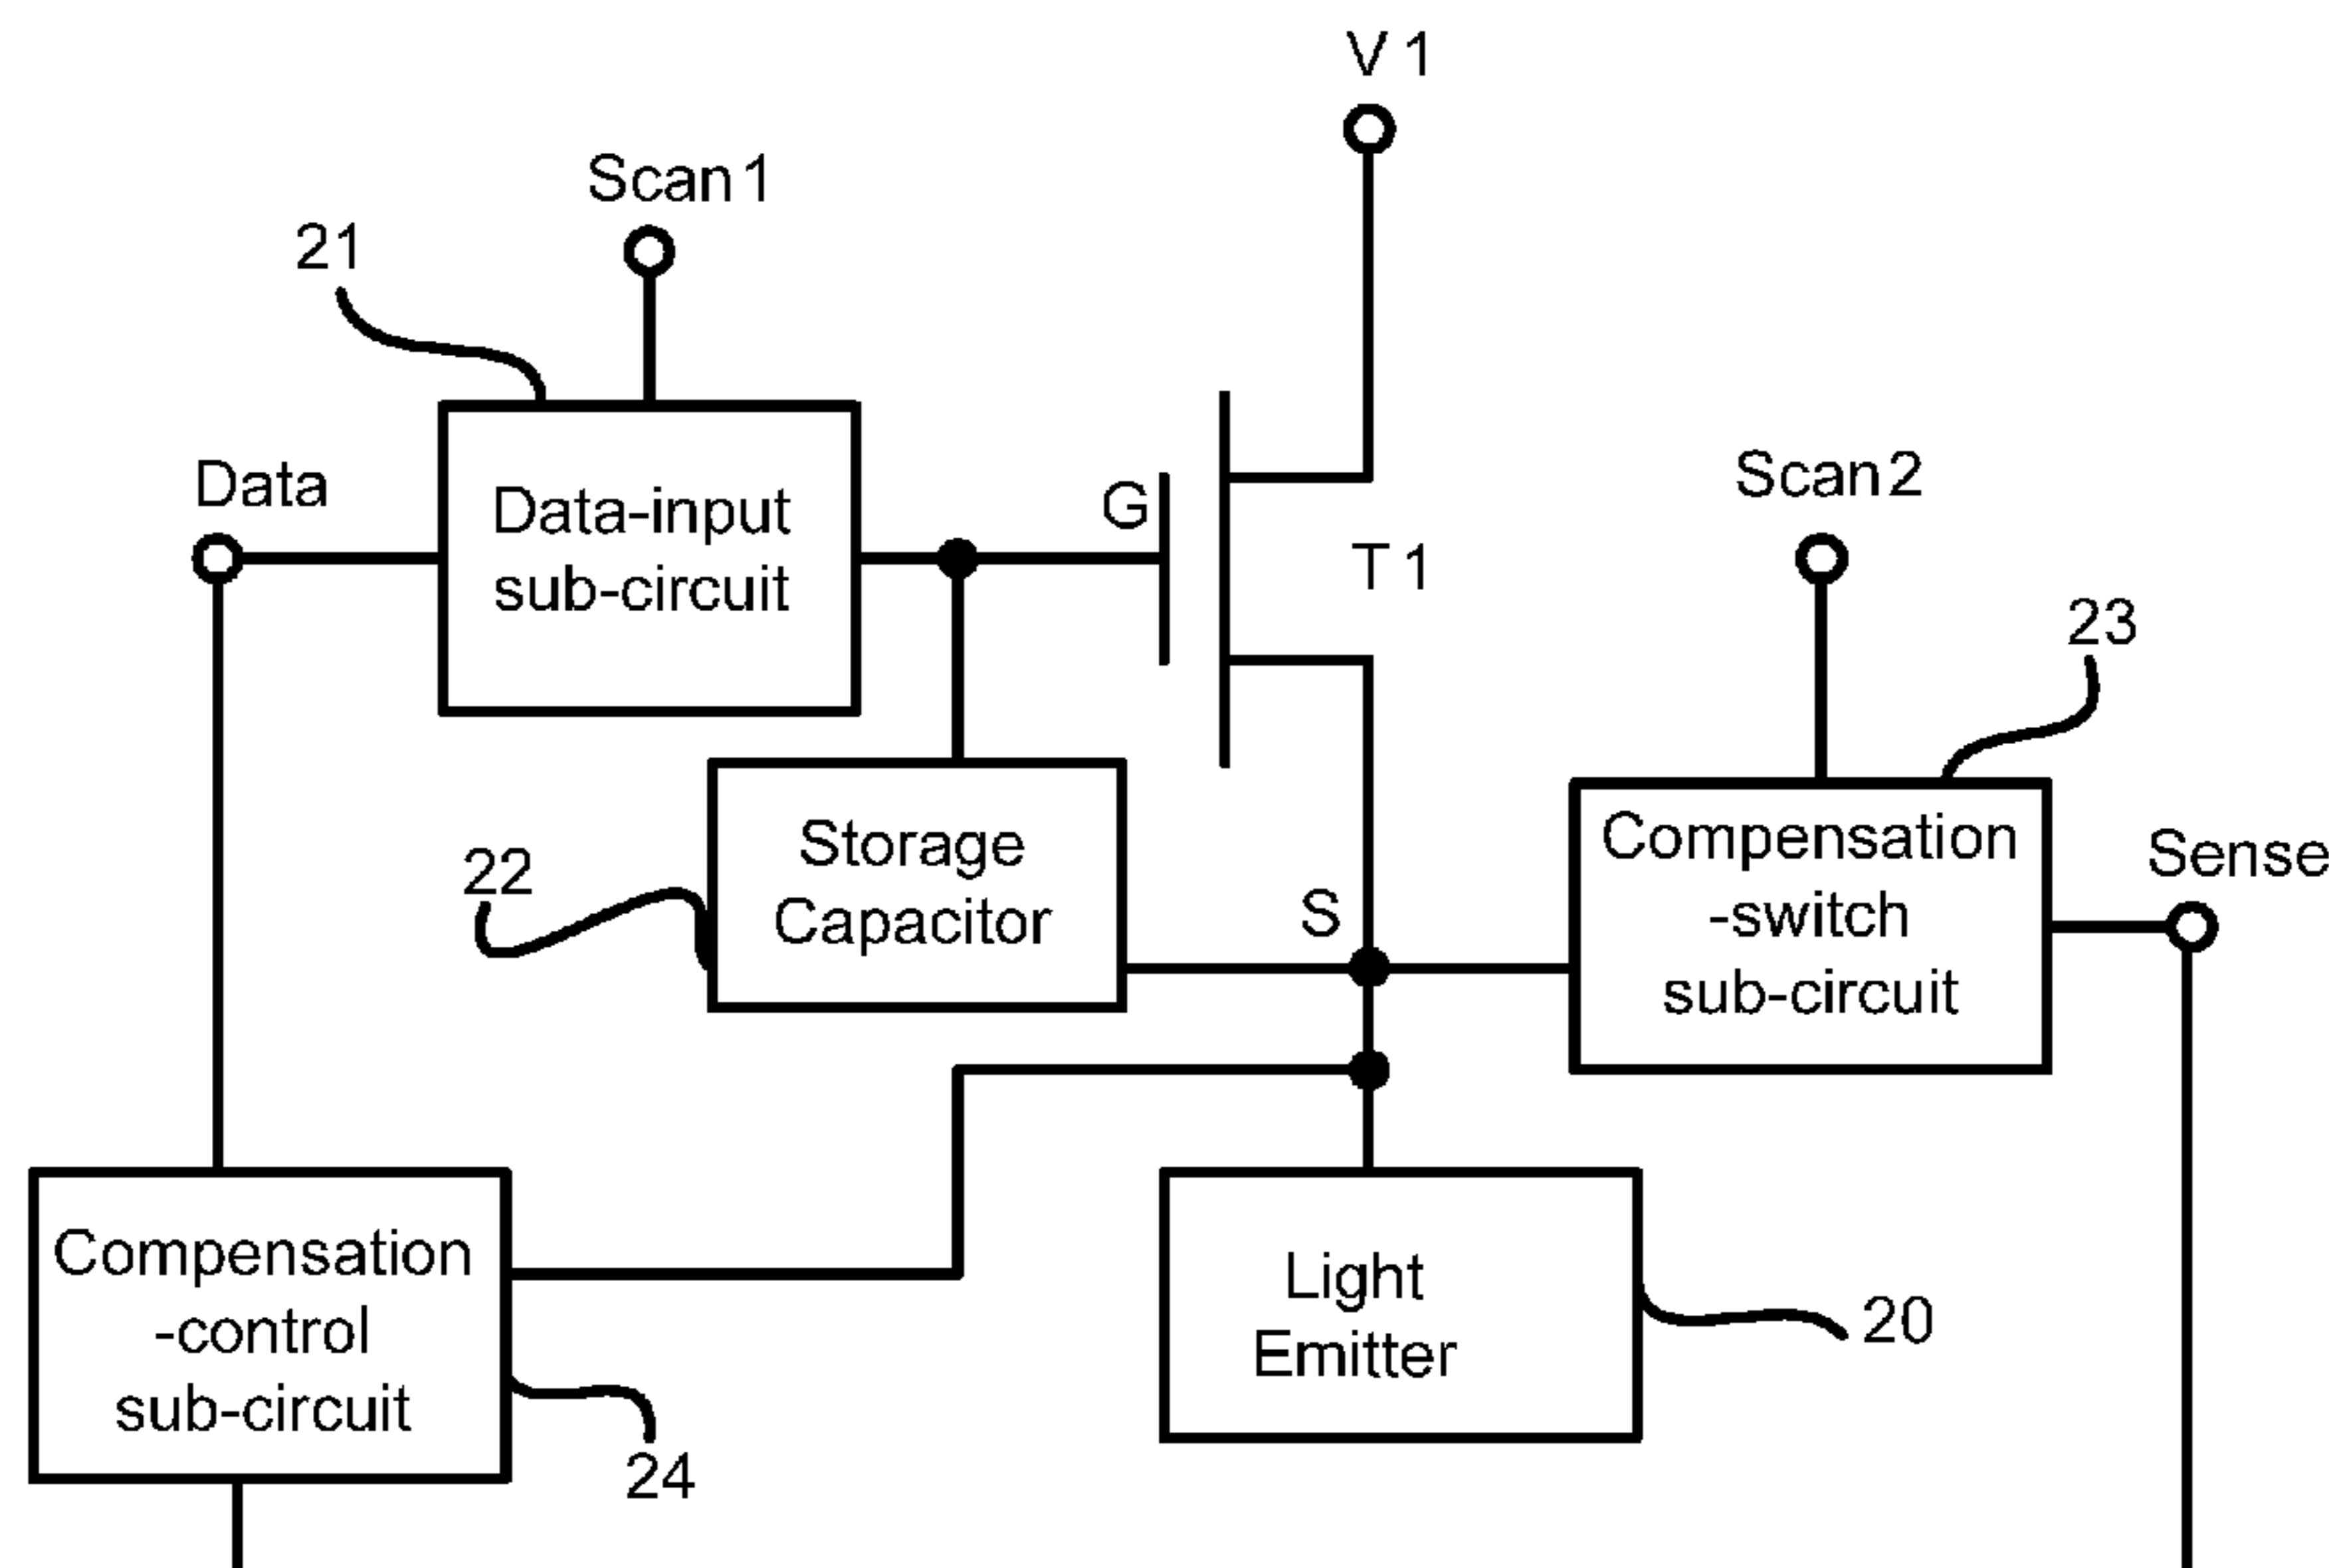 V1
Scan1
21
Data
Data-input
sub-circuit
G
T1
Scan2
23
Storage
Capacitor
22
S
Compensation
-switch
sub-circuit
Sense
Compensation
-control
sub-circuit
24
Light
Emitter
20